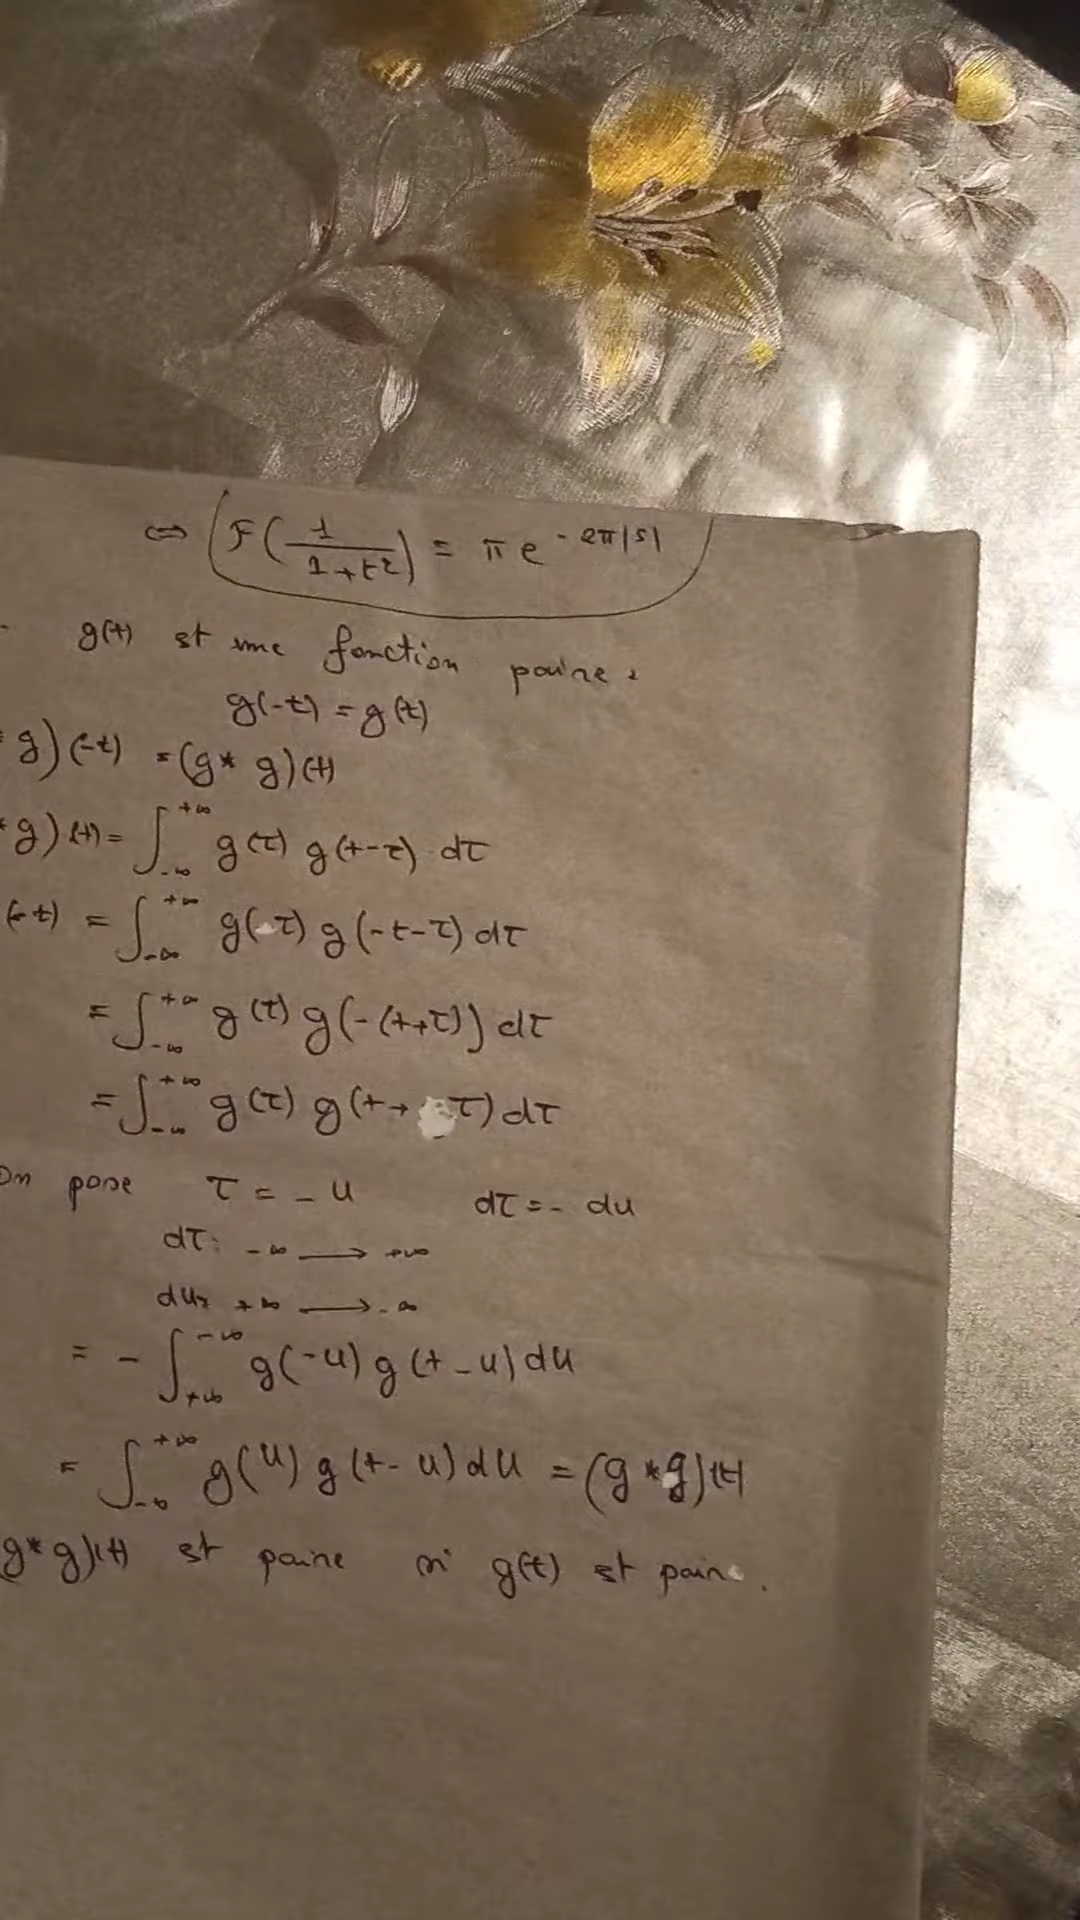 ⇔ F(1/(1+t²)) = π e^(-2π|s|)
g(t) st une fonction paire.
g(-t) = g(t)
g)(-t) = (g * g)(t)
* g)(t) = ∫_{-∞}^{+∞} g(τ) g(t-τ) dτ
(-t) = ∫_{-∞}^{+∞} g(τ) g(-t-τ) dτ
= ∫_{-∞}^{+∞} g(τ) g(-(t+τ)) dτ
= ∫_{-∞}^{+∞} g(τ) g(t+τ) dτ
On pose τ = -u dτ = - du
dτ: -∞ → +∞
du: +∞ → -∞
= - ∫_{+∞}^{-∞} g(-u) g(t-u) du
= ∫_{-∞}^{+∞} g(u) g(t-u) du = (g * g)(t)
g * g)(t) st paire si g(t) st paire.